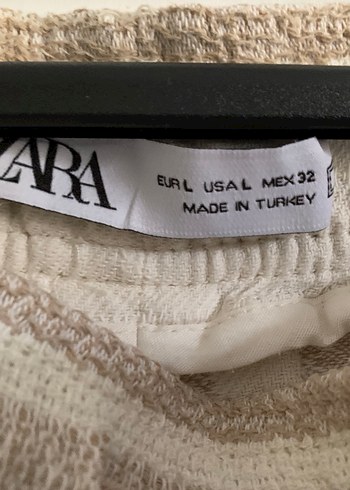 ZARA
EUR L USA L MEX 32
MADE IN TURKEY